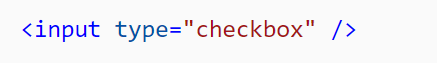 <input type="checkbox" />